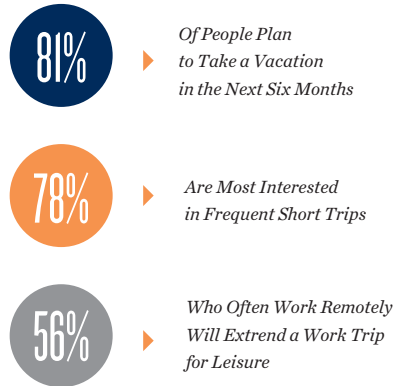 81%
Of People Plan
to Take a Vacation
in the Next Six Months
78%
Are Most Interested
in Frequent Short Trips
56%
Who Often Work Remotely
Will Extrend a Work Trip
for Leisure